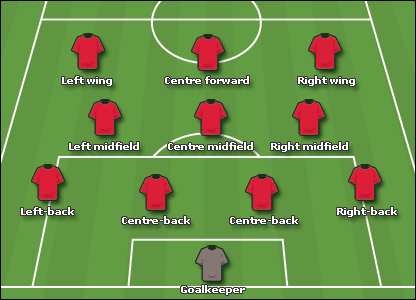 Left wing
Centre forward
Right wing
Left midfield
Centre midfield
Right midfield
Left-back
Centre-back
Centre-back
Right-back
Goalkeeper